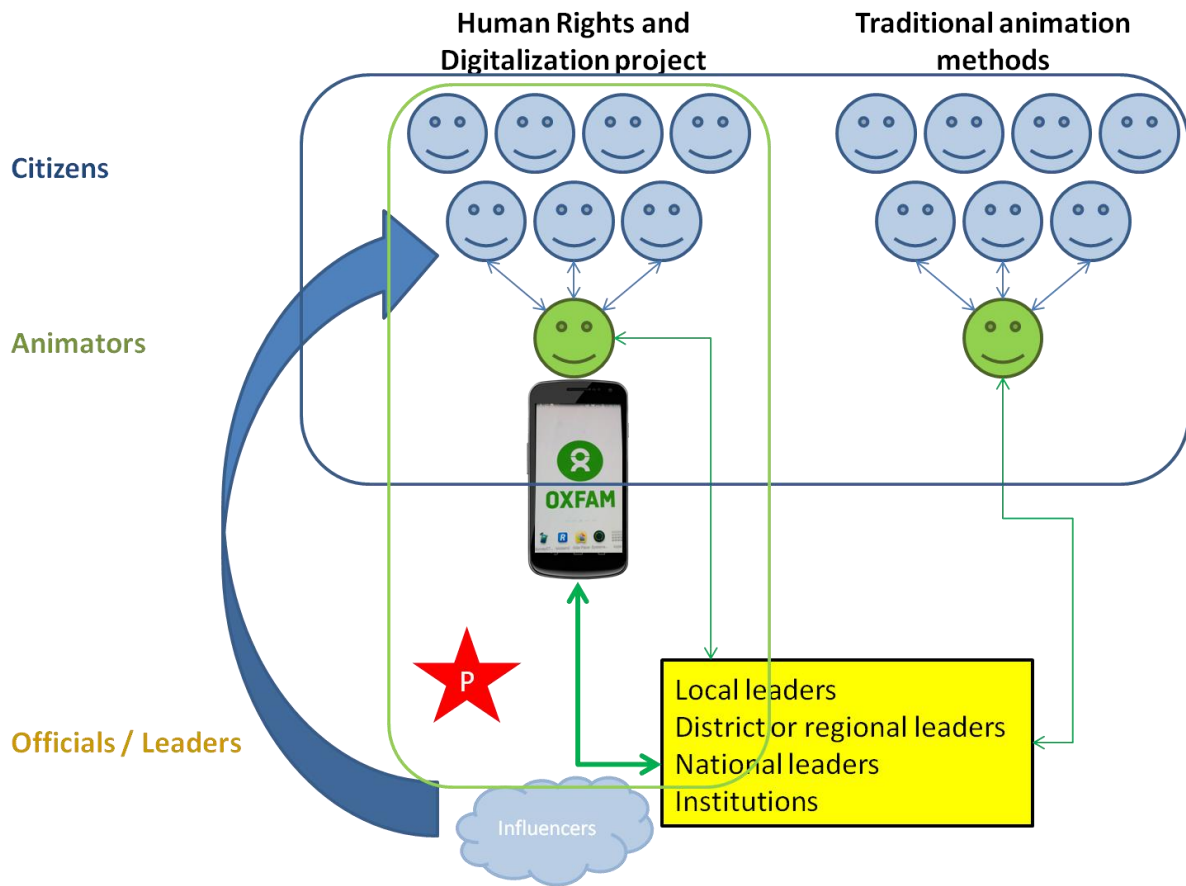 Human Rights and
Digitalization project
Traditional animation
methods
Citizens
Animators
OXFAM
P
Officials / Leaders
Local leaders
District or regional leaders
National leaders
Institutions
Influencers